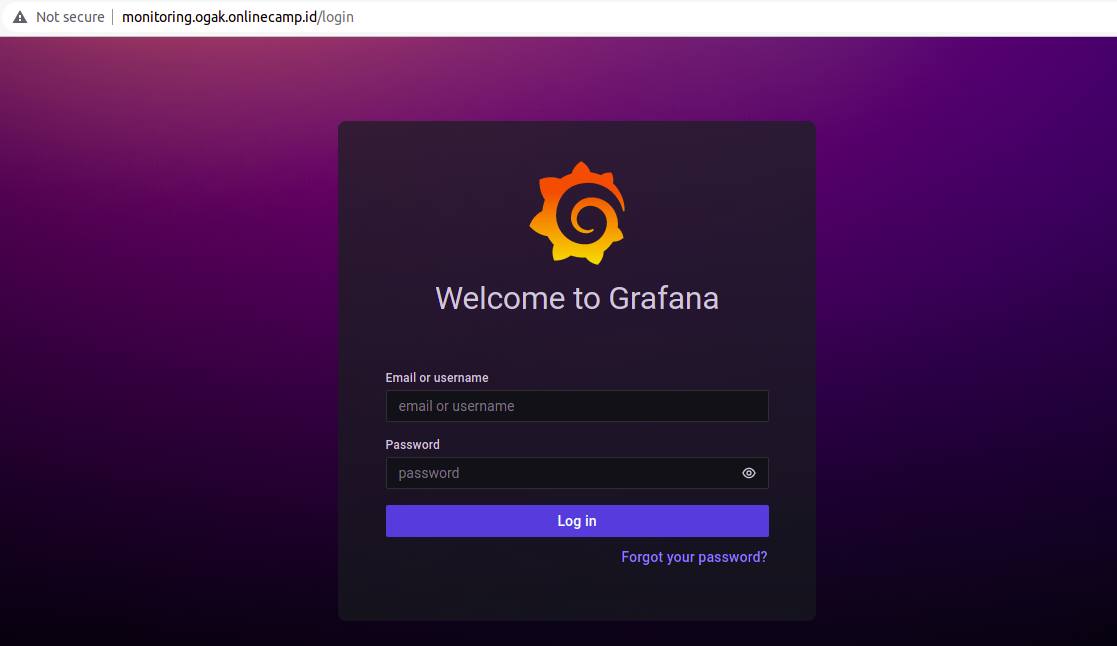 Not secure monitoring.ogak.onlinecamp.id/login
Welcome to Grafana
Email or username
email or username
Password
password
Log in
Forgot your password?